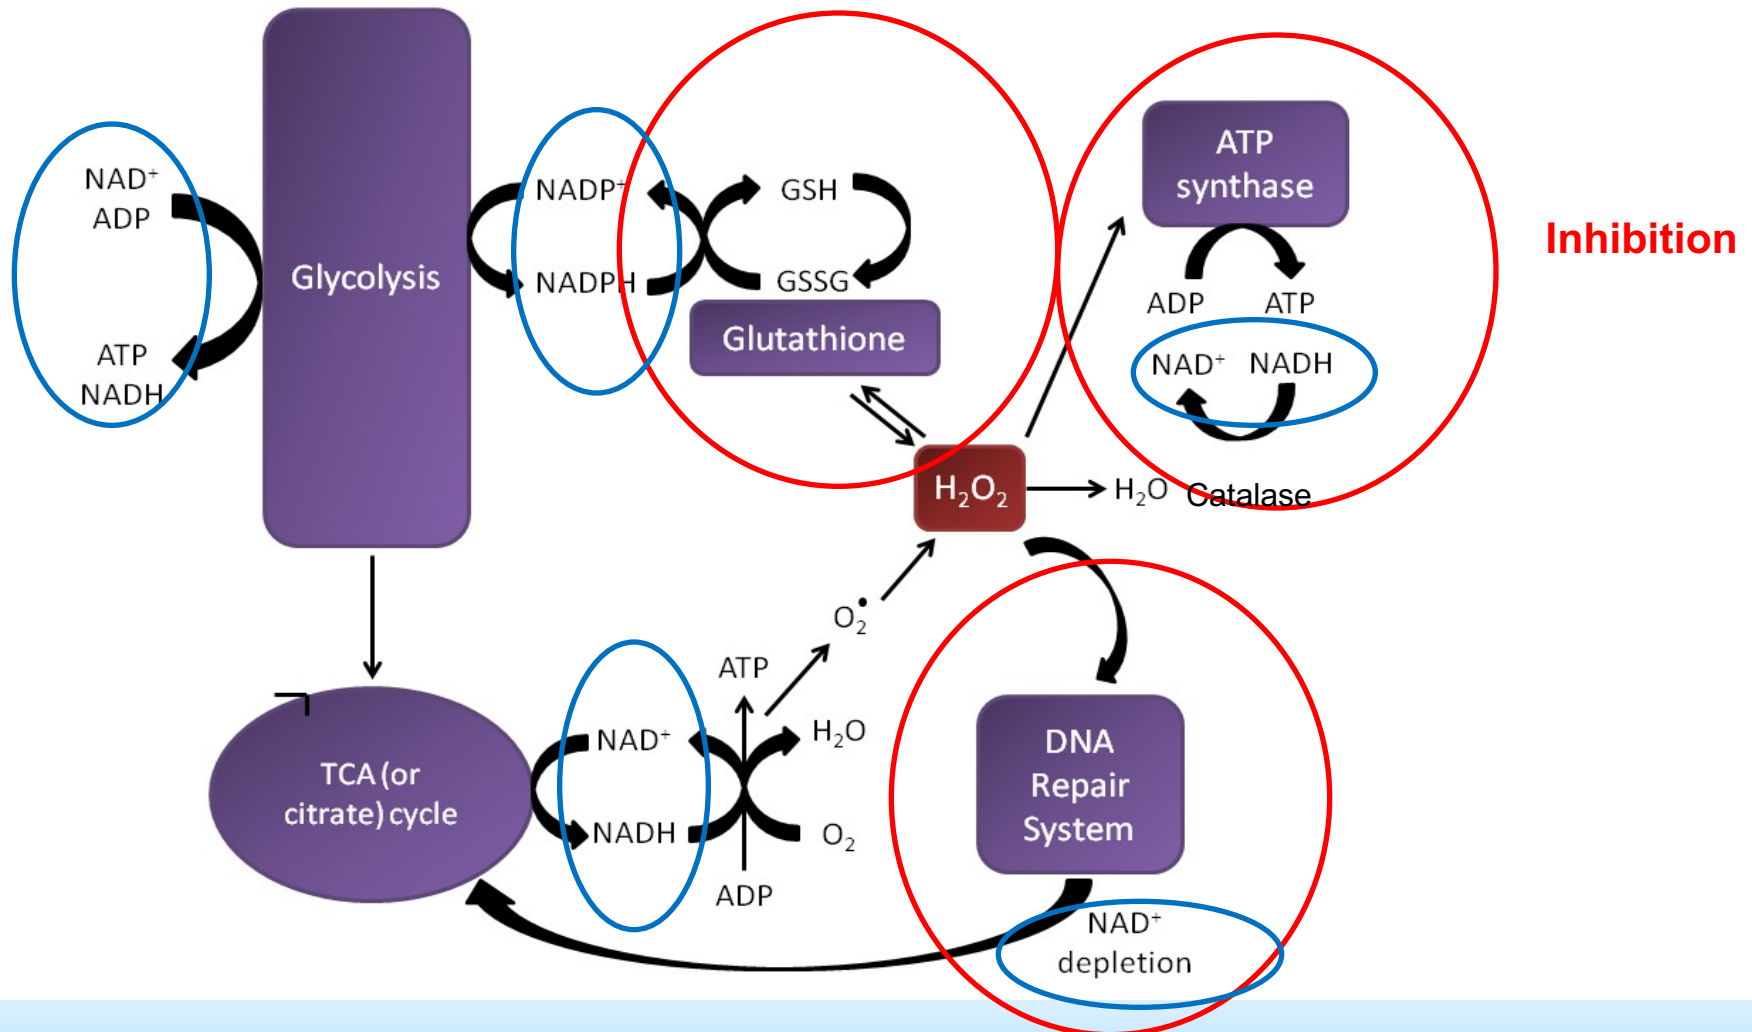 NAD⁺
ADP
ATP
NADH
Glycolysis
NADP⁺
NADPH
GSH
GSSG
Glutathione
ATP
synthase
ADP
ATP
NAD⁺
NADH
Inhibition
H₂O₂
H₂O
Catalase
O₂•
TCA (or
citrate) cycle
NAD⁺
NADH
ATP
ADP
H₂O
O₂
DNA
Repair
System
NAD⁺
depletion